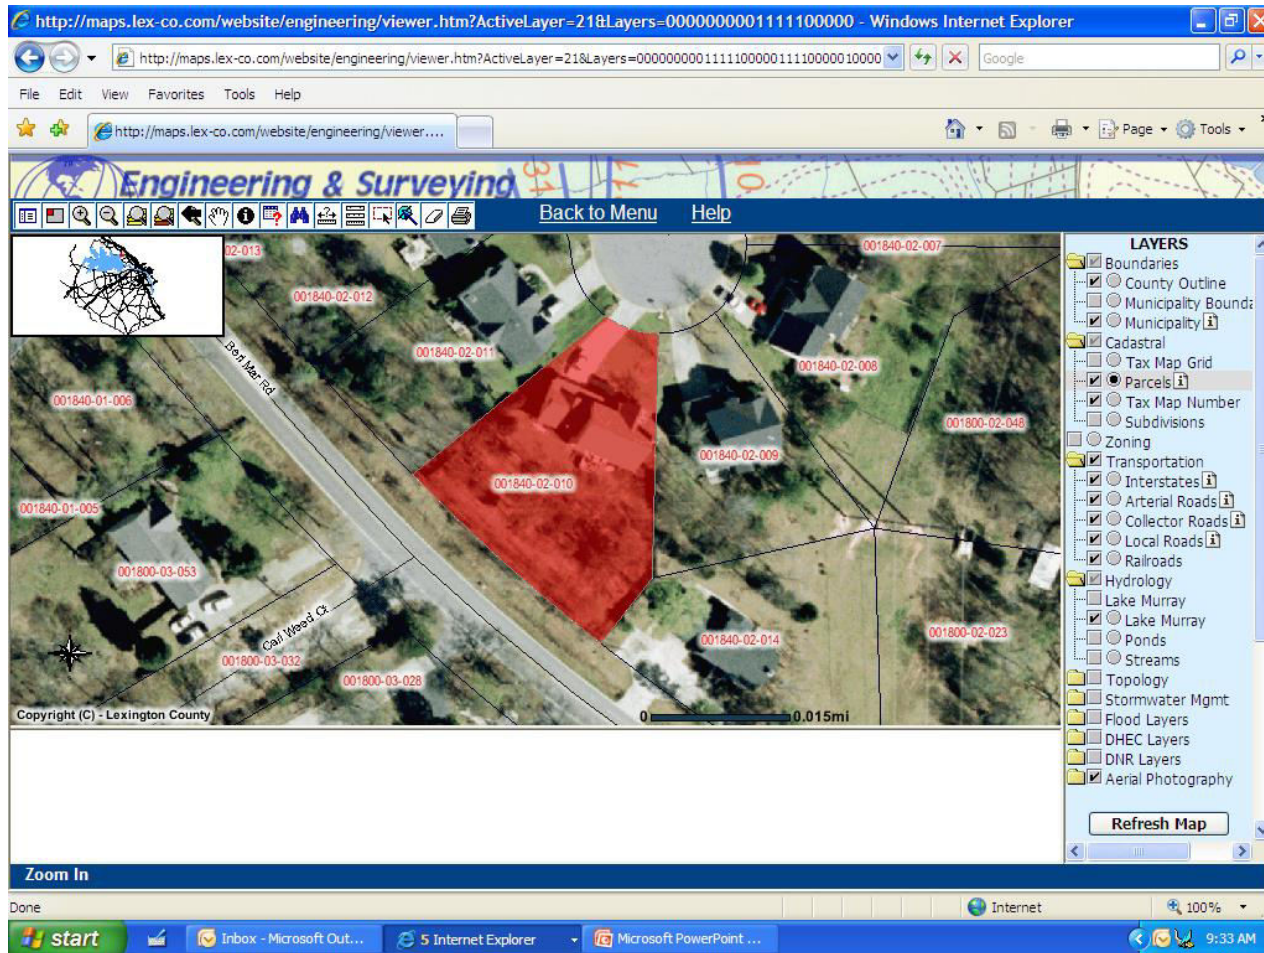 http://maps.lex-co.com/website/engineering/viewer.htm?ActiveLayer=21&Layers=0000000001111100000 - Windows Internet Explorer
http://maps.lex-co.com/website/engineering/viewer.htm?ActiveLayer=21&Layers=0000000001111100000111100000010000
Google
File Edit View Favorites Tools Help
http://maps.lex-co.com/website/engineering/viewer....
Page Tools
Engineering & Surveying
31
11
10
Back to Menu Help
02-013
001840-02-007
001840-02-012
001840-02-011
Beri Mar Rd
001840-02-008
001840-01-006
001800-02-048
001840-02-009
001840-02-010
001840-01-005
001800-03-053
Carl Weed Ct
001800-02-023
001840-02-014
001800-03-032
001800-03-028
Copyright (C) - Lexington County
0 0.015mi
LAYERS
Boundaries
County Outline
Municipality Bounda
Municipality
Cadastral
Tax Map Grid
Parcels
Tax Map Number
Subdivisions
Zoning
Transportation
Interstates
Arterial Roads
Collector Roads
Local Roads
Railroads
Hydrology
Lake Murray
Lake Murray
Ponds
Streams
Topology
Stormwater Mgmt
Flood Layers
DHEC Layers
DNR Layers
Aerial Photography
Refresh Map
Zoom In
Done Internet 100%
start Inbox - Microsoft Out... 5 Internet Explorer Microsoft PowerPoint ... 9:33 AM